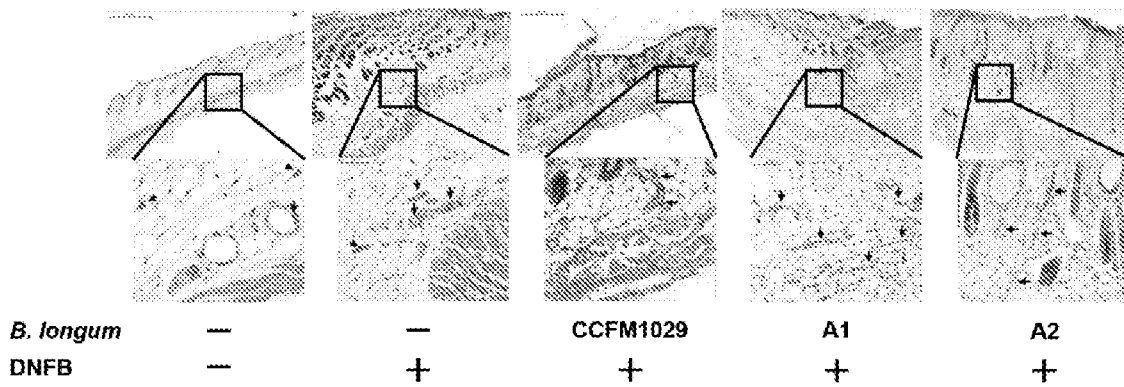 B. longum — — CCFM1029 A1 A2
DNFB — + + + +